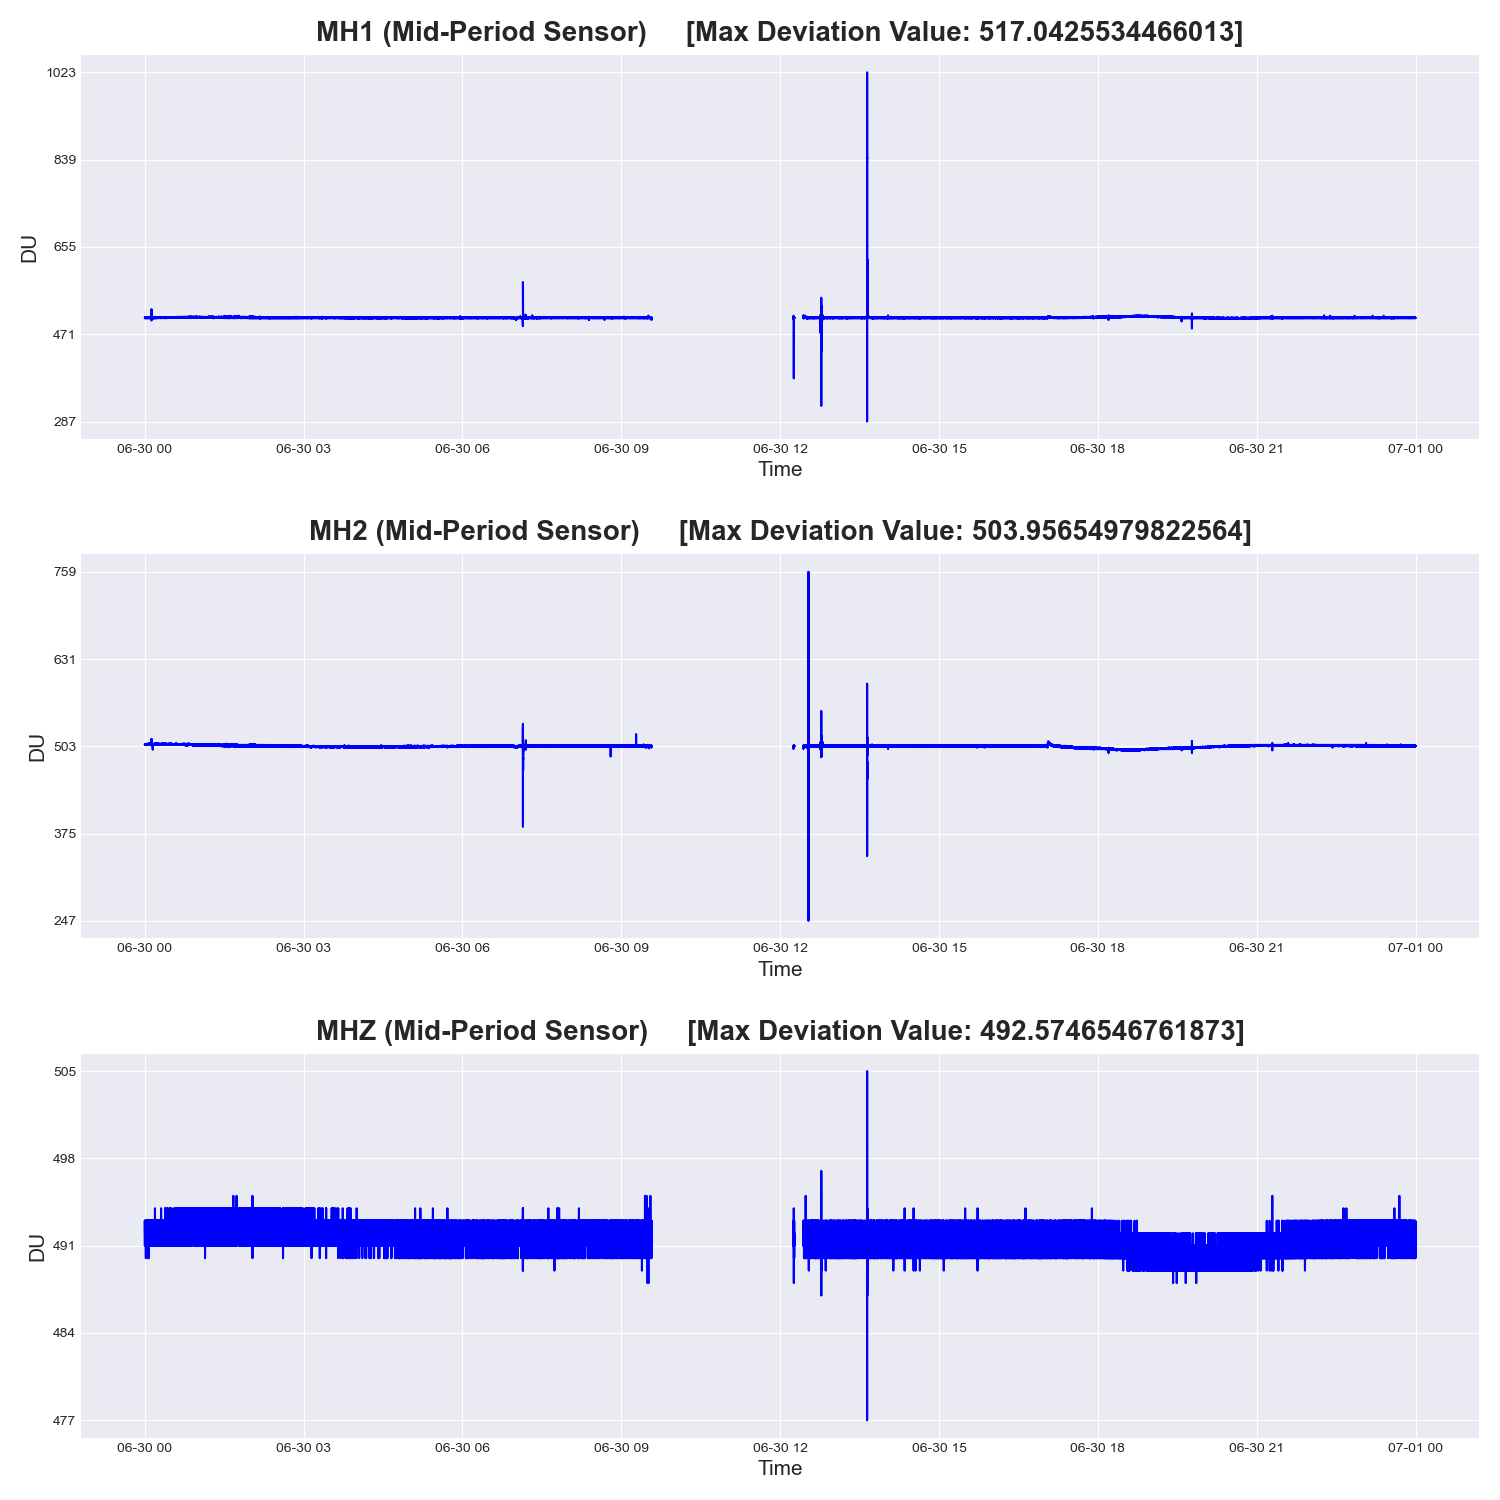 MH1 (Mid-Period Sensor) [Max Deviation Value: 517.0425534466013]
1023
839
655
471
287
DU
06-30 00 06-30 03 06-30 06 06-30 09 06-30 12 06-30 15 06-30 18 06-30 21 07-01 00
Time
MH2 (Mid-Period Sensor) [Max Deviation Value: 503.95654979822564]
759
631
503
375
247
DU
06-30 00 06-30 03 06-30 06 06-30 09 06-30 12 06-30 15 06-30 18 06-30 21 07-01 00
Time
MHZ (Mid-Period Sensor) [Max Deviation Value: 492.5746546761873]
505
498
491
484
477
DU
06-30 00 06-30 03 06-30 06 06-30 09 06-30 12 06-30 15 06-30 18 06-30 21 07-01 00
Time